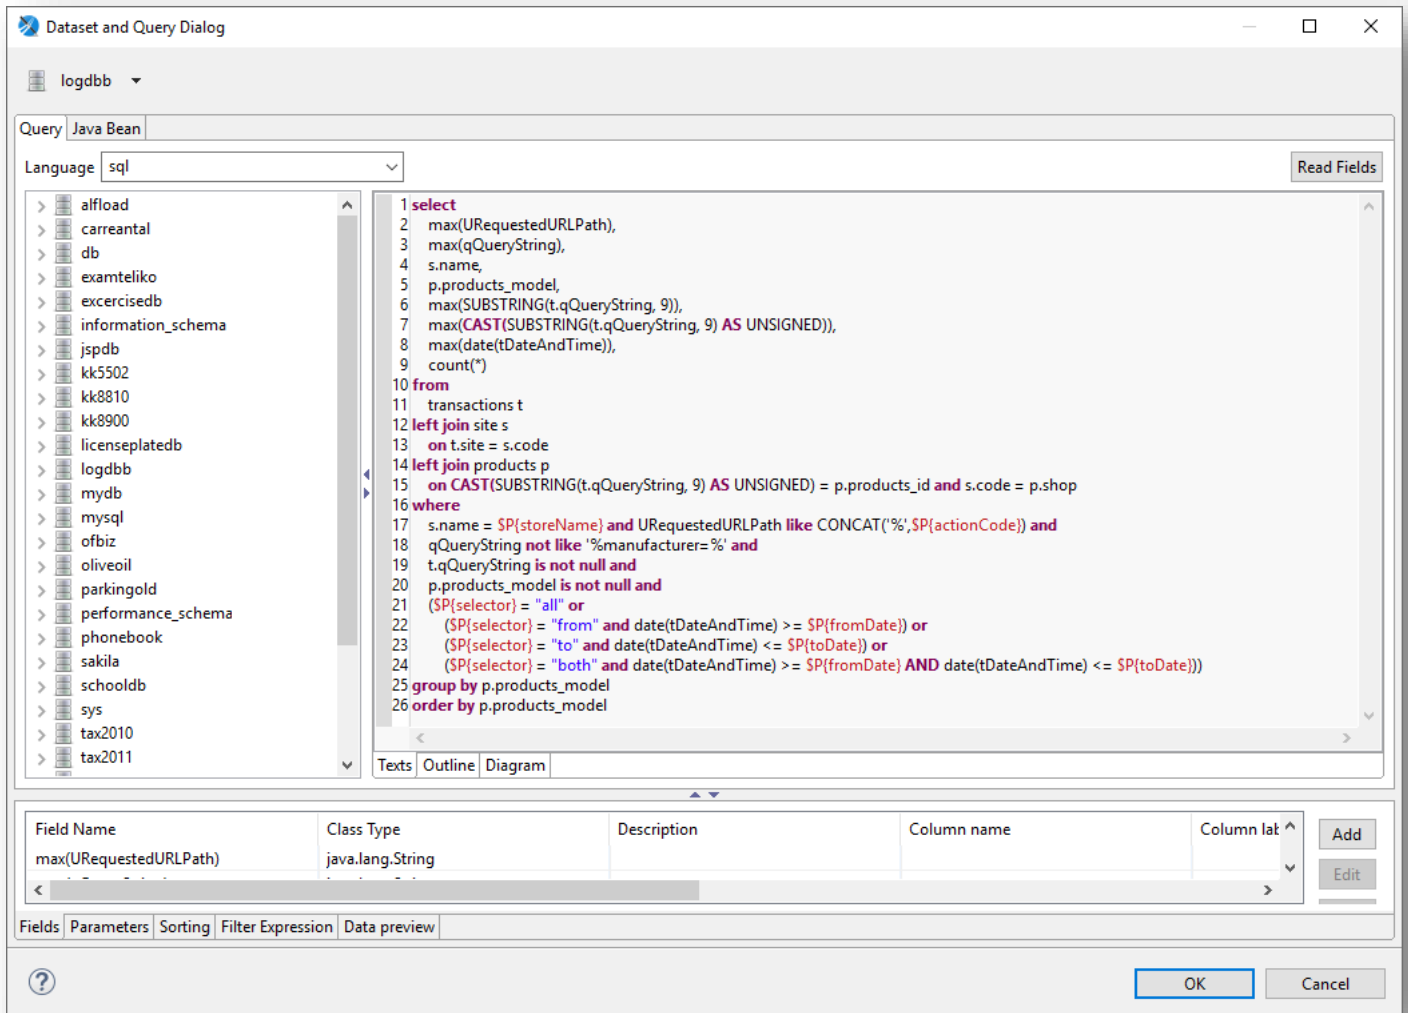 Dataset and Query Dialog
logdbb
Query Java Bean
Language sql
Read Fields
alfload
carreantal
db
examteliko
excercisedb
information_schema
jspdb
kk5502
kk8810
kk8900
licenseplatedb
logdbb
mydb
mysql
ofbiz
oliveoil
parkingold
performance_schema
phonebook
sakila
schooldb
sys
tax2010
tax2011
1 select
2 max(URequestedURLPath),
3 max(qQueryString),
4 s.name,
5 p.products_model,
6 max(SUBSTRING(t.qQueryString, 9)),
7 max(CAST(SUBSTRING(t.qQueryString, 9) AS UNSIGNED)),
8 max(date(tDateAndTime)),
9 count(*)
10 from
11 transactions t
12 left join site s
13 on t.site = s.code
14 left join products p
15 on CAST(SUBSTRING(t.qQueryString, 9) AS UNSIGNED) = p.products_id and s.code = p.shop
16 where
17 s.name = $P{storeName} and URequestedURLPath like CONCAT('%',$P{actionCode}) and
18 qQueryString not like '%manufacturer=%' and
19 t.qQueryString is not null and
20 p.products_model is not null and
21 ($P{selector} = "all" or
22 ($P{selector} = "from" and date(tDateAndTime) >= $P{fromDate}) or
23 ($P{selector} = "to" and date(tDateAndTime) <= $P{toDate}) or
24 ($P{selector} = "both" and date(tDateAndTime) >= $P{fromDate} AND date(tDateAndTime) <= $P{toDate}))
25 group by p.products_model
26 order by p.products_model
Texts Outline Diagram
Field Name Class Type Description Column name Column lab
max(URequestedURLPath) java.lang.String
Add
Edit
Fields Parameters Sorting Filter Expression Data preview
?
OK Cancel